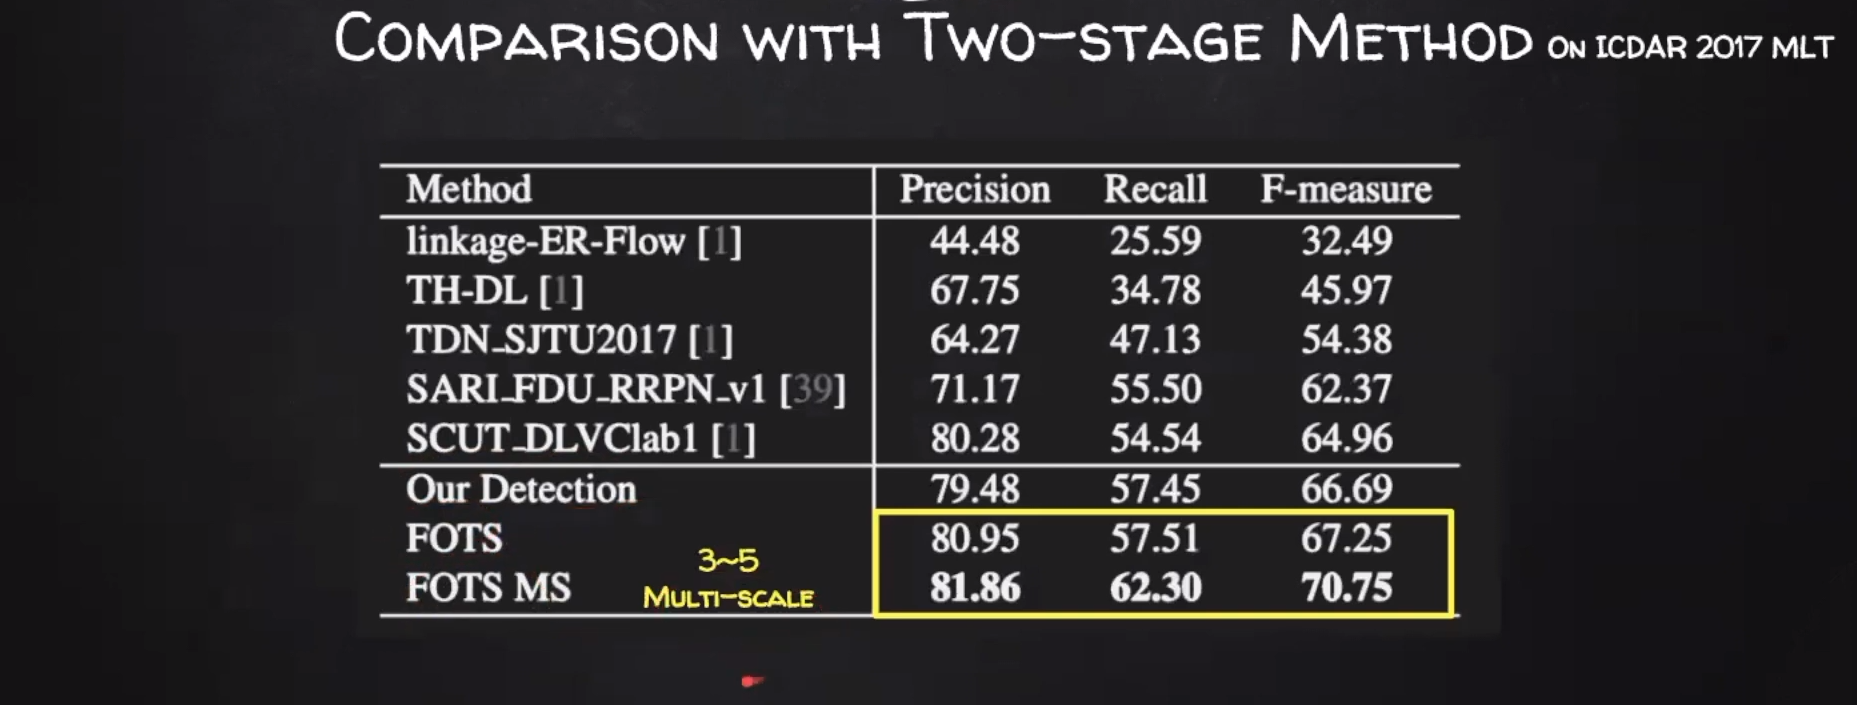 Comparison with Two-stage Method on ICDAR 2017 MLT
Method Precision Recall F-measure
linkage-ER-Flow [1] 44.48 25.59 32.49
TH-DL [1] 67.75 34.78 45.97
TDN_SJTU2017 [1] 64.27 47.13 54.38
SARI_FDU_RRPN_v1 [39] 71.17 55.50 62.37
SCUT_DLVClab1 [1] 80.28 54.54 64.96
Our Detection 79.48 57.45 66.69
FOTS 80.95 57.51 67.25
3~5
FOTS MS 81.86 62.30 70.75
Multi-scale